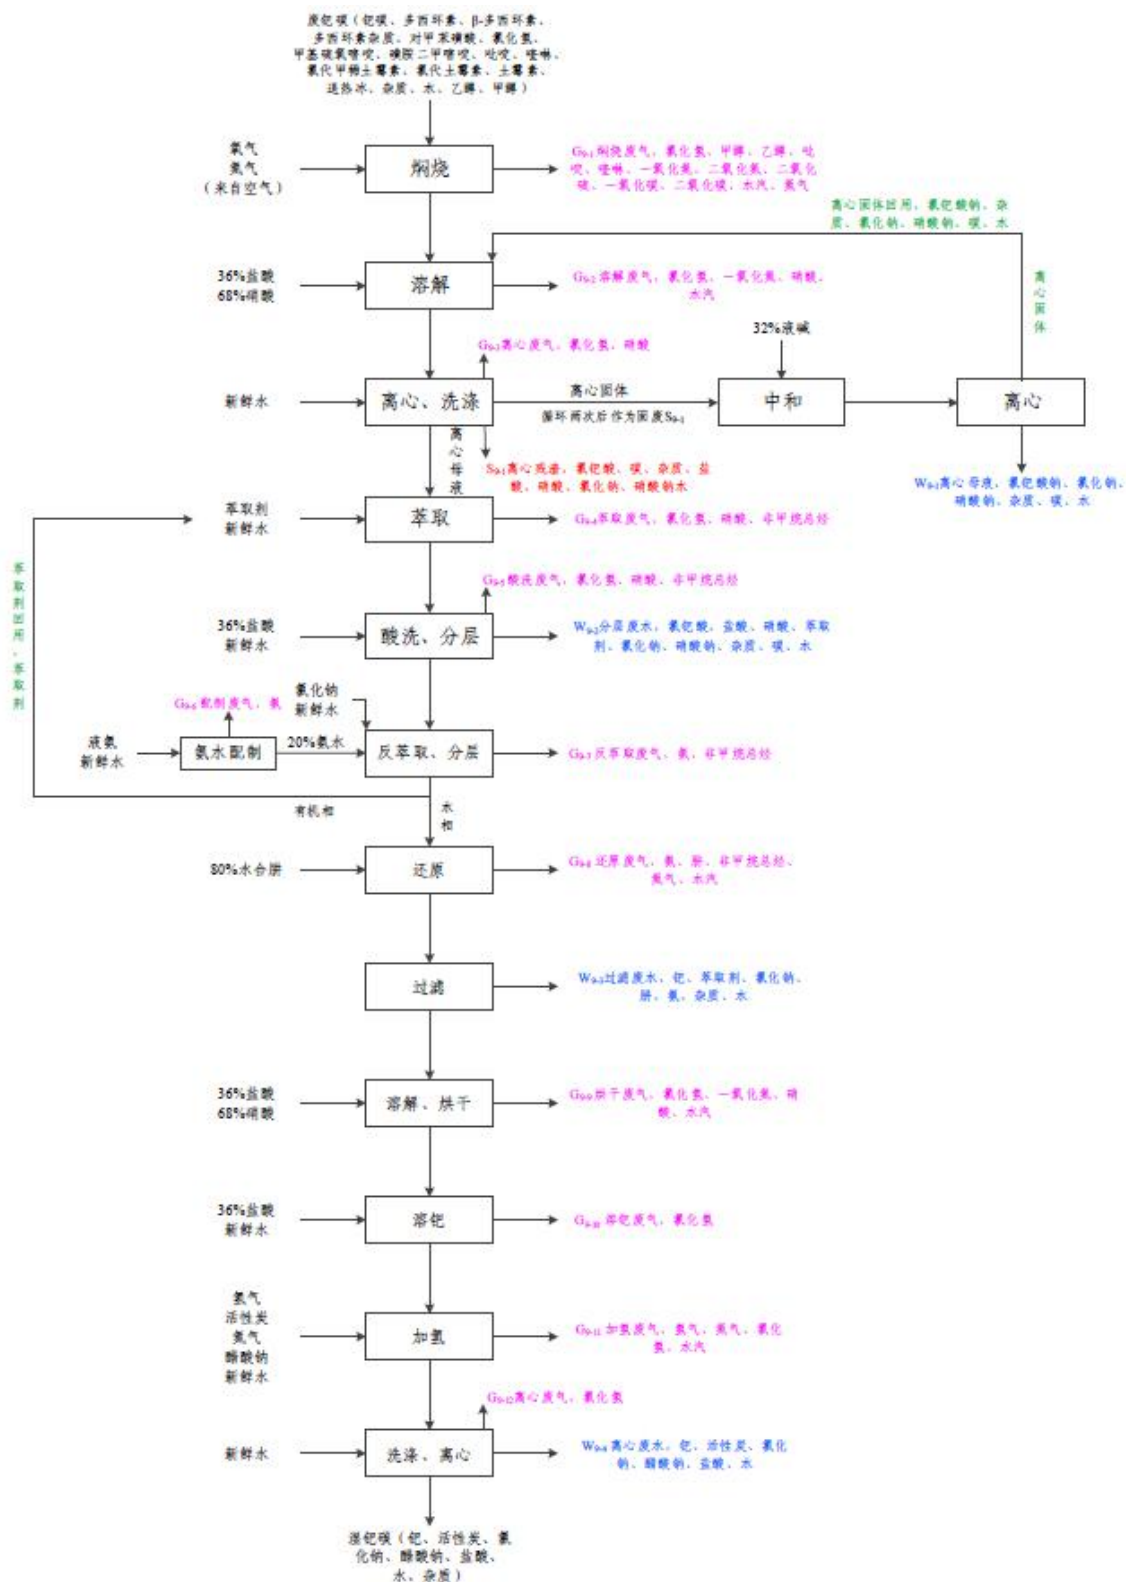 废钯碳（钯碳、多西环素、β-多西环素、
多西环素杂质、对甲苯磺酸、氯化氢、
甲基硫氧嘧啶、磺胺二甲嘧啶、吡啶、喹啉、
氯代甲烯土霉素、氯代土霉素、土霉素、
送热冰、杂质、水、乙醇、甲醇）
氧气
氮气
（来自空气）
焖烧
G₉₋₁焖烧废气，氯化氢、甲醇、乙醇、吡
啶、喹啉、一氧化氮、二氧化氮、二氧化
硫、一氧化碳、二氧化碳、水汽、氮气
离心固体回用，氯钯酸钠、杂
质、氯化钠、硝酸钠、碳、水
离心固体
36%盐酸
68%硝酸
溶解
G₉₋₂溶解废气，氯化氢、一氧化氮、硝酸、
水汽
G₉₋₃离心废气，氯化氢、硝酸
32%液碱
新鲜水
离心、洗涤
离心固体
循环两次后作为固废S₉₋₁
中和
离心
离心母液
S₉₋₁离心残渣，氯钯酸、碳、杂质、盐
酸、硝酸、氯化钠、硝酸钠水
W₉₋₁离心母液，氯钯酸钠、氯化钠、
硝酸钠、杂质、碳、水
萃取剂
新鲜水
萃取
G₉₋₄萃取废气，氯化氢、硝酸、非甲烷总烃
萃取剂回用，萃取剂
G₉₋₅酸洗废气，氯化氢、硝酸、非甲烷总烃
36%盐酸
新鲜水
酸洗、分层
W₉₋₂分层废水，氯钯酸、盐酸、硝酸、萃取
剂、氯化钠、硝酸钠、杂质、碳、水
G₉₋₆配制废气，氨
氯化钠
新鲜水
液氨
新鲜水
氨水配制
20%氨水
反萃取、分层
G₉₋₇反萃取废气，氨、非甲烷总烃
有机相
水相
80%水合肼
还原
G₉₋₈还原废气，氨、肼、非甲烷总烃、
氮气、水汽
过滤
W₉₋₃过滤废水，钯、萃取剂、氯化钠、
肼、氨、杂质、水
36%盐酸
68%硝酸
溶解、烘干
G₉₋₉烘干废气，氯化氢、一氧化氮、硝
酸、水汽
36%盐酸
新鲜水
溶钯
G₉₋₁₀溶钯废气，氯化氢
氢气
活性炭
氮气
醋酸钠
新鲜水
加氢
G₉₋₁₁加氢废气，氢气，氮气、氯化
氢、水汽
G₉₋₁₂离心废气，氯化氢
新鲜水
洗涤、离心
W₉₋₄离心废水，钯、活性炭、氯化
钠、醋酸钠、盐酸、水
湿钯碳（钯、活性炭、氯
化钠、醋酸钠、盐酸、
水、杂质）